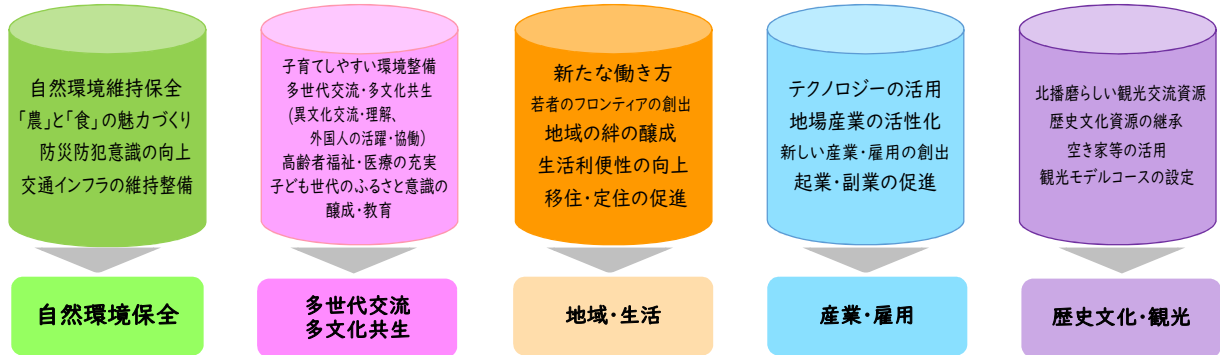 自然環境維持保全
「農」と「食」の魅力づくり
防災防犯意識の向上
交通インフラの維持整備
自然環境保全
子育てしやすい環境整備
多世代交流・多文化共生
(異文化交流・理解、
外国人の活躍・協働)
高齢者福祉・医療の充実
子ども世代のふるさと意識の
醸成・教育
多世代交流
多文化共生
新たな働き方
若者のフロンティアの創出
地域の絆の醸成
生活利便性の向上
移住・定住の促進
地域・生活
テクノロジーの活用
地場産業の活性化
新しい産業・雇用の創出
起業・副業の促進
産業・雇用
北播磨らしい観光交流資源
歴史文化資源の継承
空き家等の活用
観光モデルコースの設定
歴史文化・観光